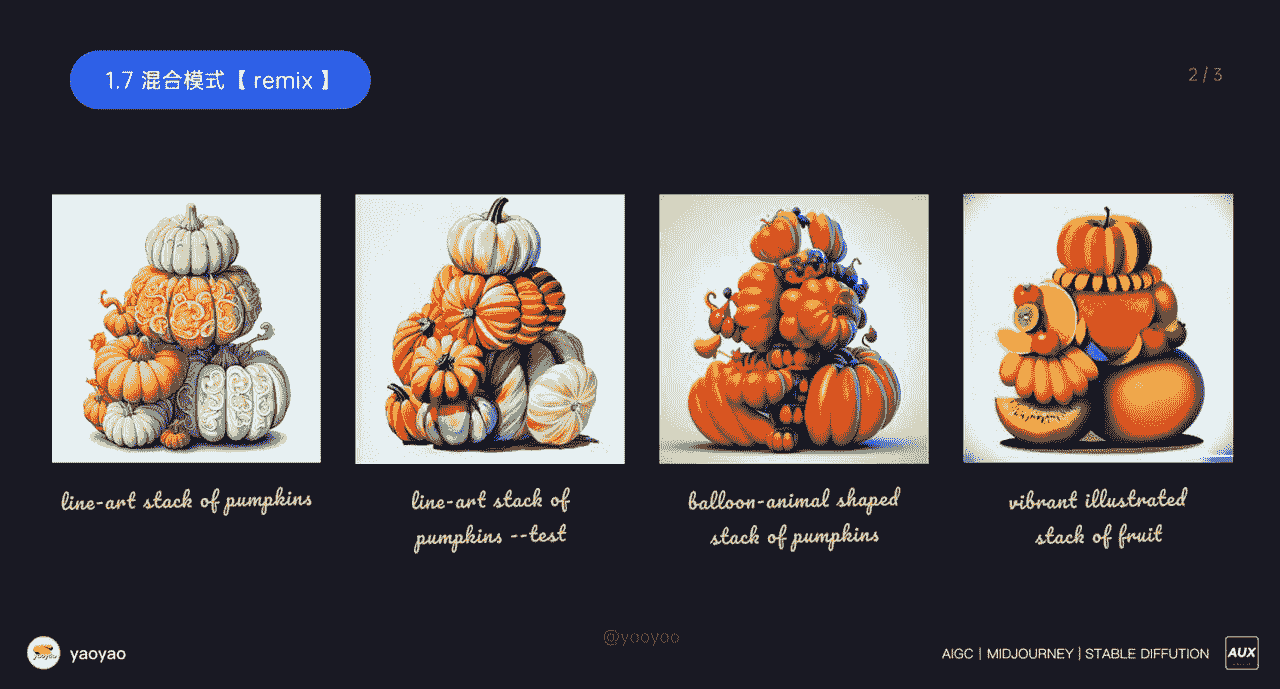 1.7 混合模式【 remix 】
2 / 3
line-art stack of pumpkins
line-art stack of
pumpkins --test
balloon-animal shaped
stack of pumpkins
vibrant illustrated
stack of fruit
@yaoyao
yaoyao
AIGC | MIDJOURNEY | STABLE DIFFUTION
AUX